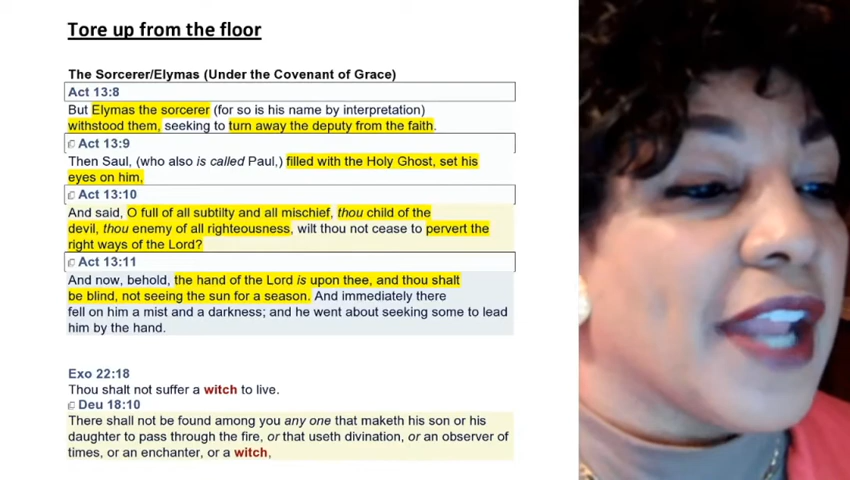 Tore up from the floor
The Sorcerer/Elymas (Under the Covenant of Grace)
Act 13:8
But Elymas the sorcerer (for so is his name by interpretation)
withstood them, seeking to turn away the deputy from the faith.
Act 13:9
Then Saul, (who also is called Paul,) filled with the Holy Ghost, set his
eyes on him,
Act 13:10
And said, O full of all subtilty and all mischief, thou child of the
devil, thou enemy of all righteousness, wilt thou not cease to pervert the
right ways of the Lord?
Act 13:11
And now, behold, the hand of the Lord is upon thee, and thou shalt
be blind, not seeing the sun for a season. And immediately there
fell on him a mist and a darkness; and he went about seeking some to lead
him by the hand.
Exo 22:18
Thou shalt not suffer a witch to live.
Deu 18:10
There shall not be found among you any one that maketh his son or his
daughter to pass through the fire, or that useth divination, or an observer of
times, or an enchanter, or a witch,